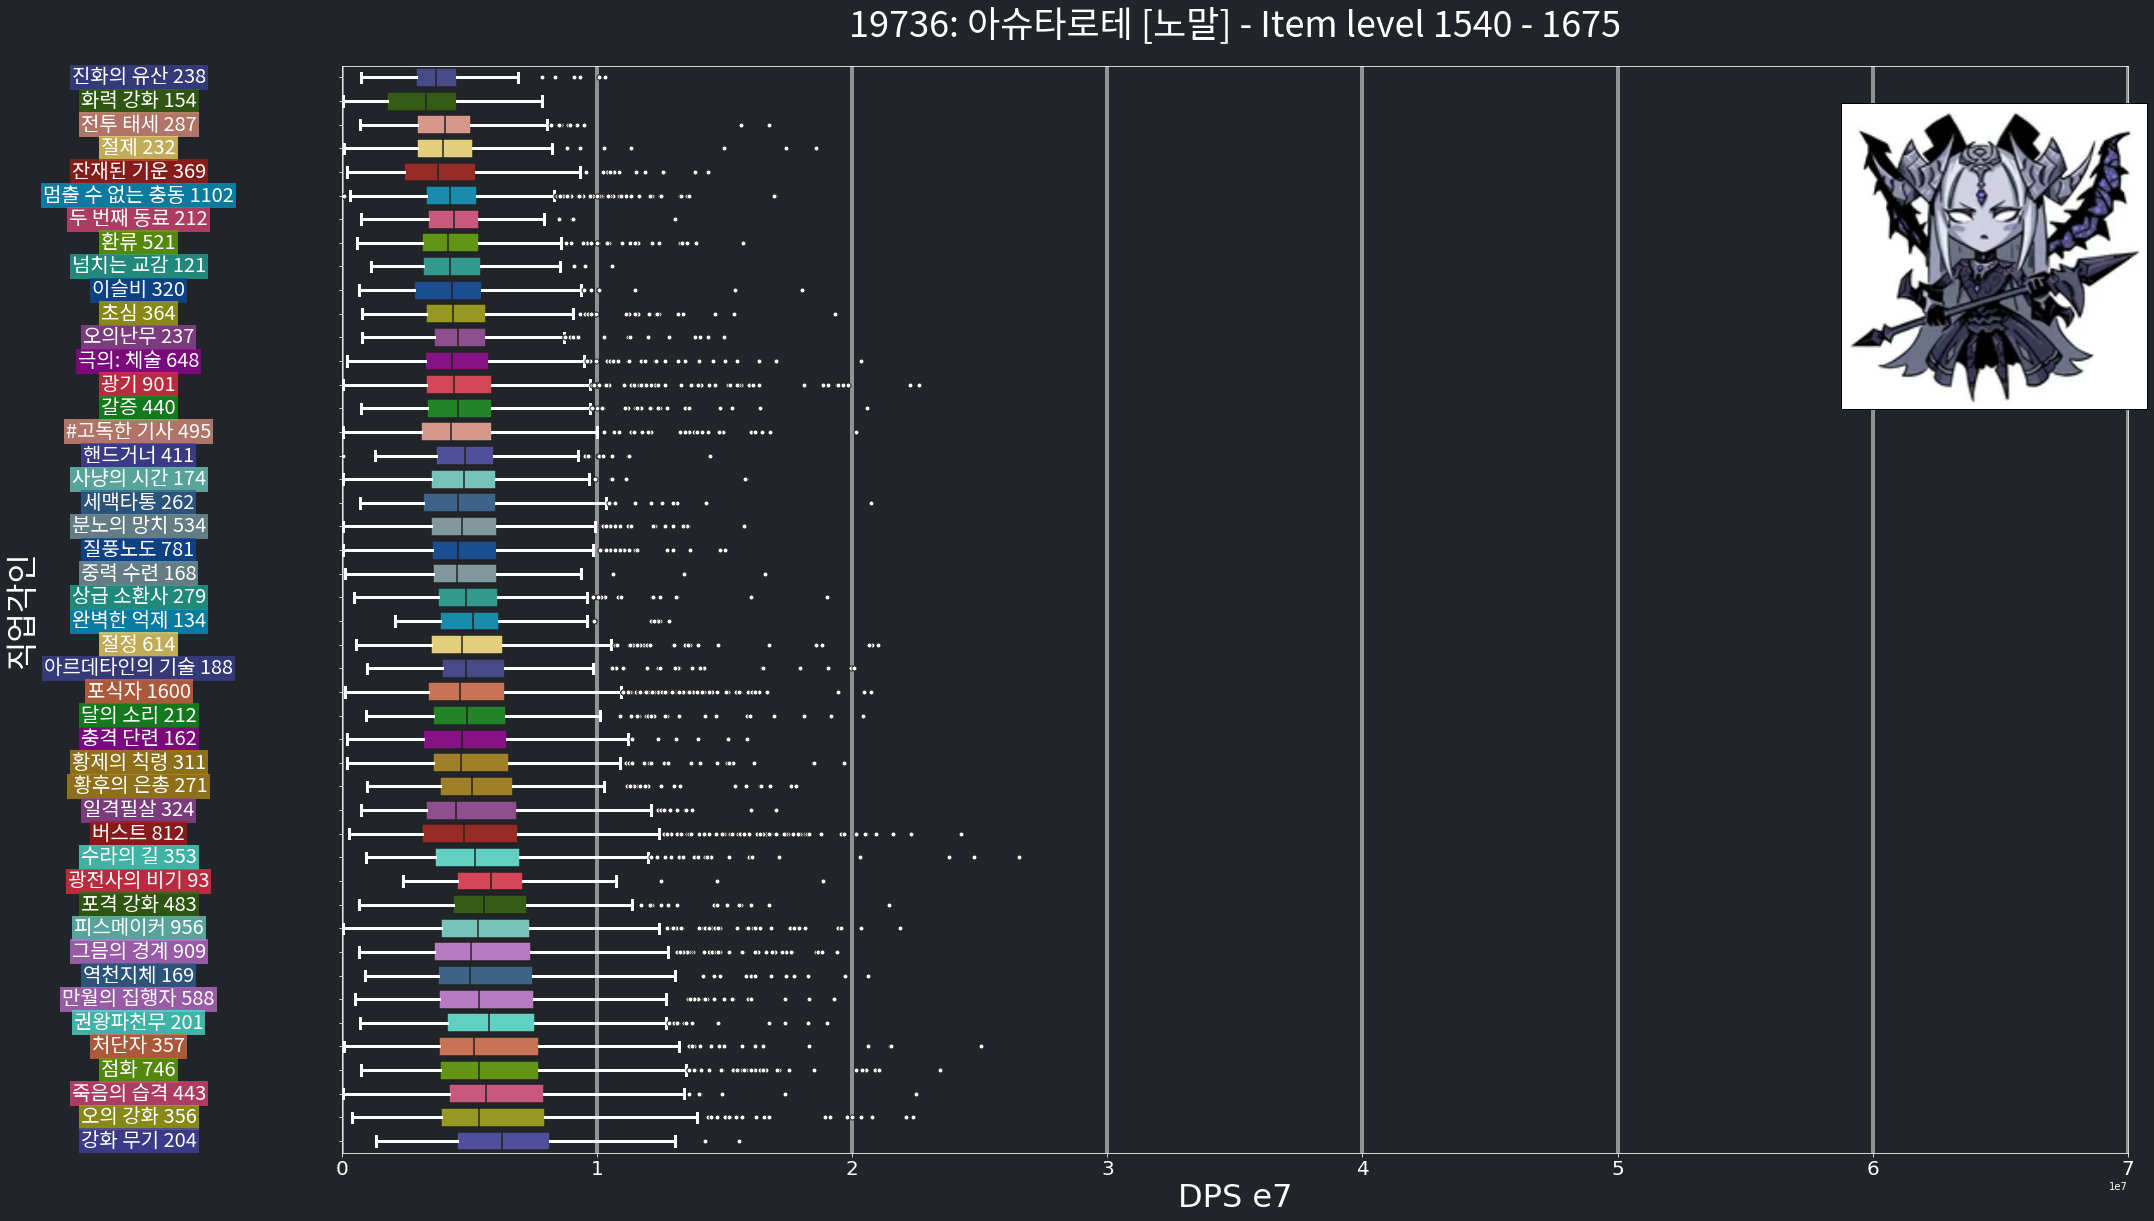 19736: 아슈타로테 [노말] - Item level 1540 - 1675
진화의 유산 238
화력 강화 154
전투 태세 287
절제 232
잔재된 기운 369
멈출 수 없는 충동 1102
두 번째 동료 212
환류 521
넘치는 교감 121
이슬비 320
초심 364
오의난무 237
극의: 체술 648
광기 901
갈증 440
#고독한 기사 495
핸드거너 411
사냥의 시간 174
세맥타통 262
분노의 망치 534
질풍노도 781
중력 수련 168
상급 소환사 279
완벽한 억제 134
절정 614
아르데타인의 기술 188
포식자 1600
달의 소리 212
충격 단련 162
황제의 칙령 311
황후의 은총 271
일격필살 324
버스트 812
수라의 길 353
광전사의 비기 93
포격 강화 483
피스메이커 956
그믐의 경계 909
역천지체 169
만월의 집행자 588
권왕파천무 201
처단자 357
점화 746
죽음의 습격 443
오의 강화 356
강화 무기 204
직업각인
0 1 2 3 4 5 6 7
1e7
DPS e7